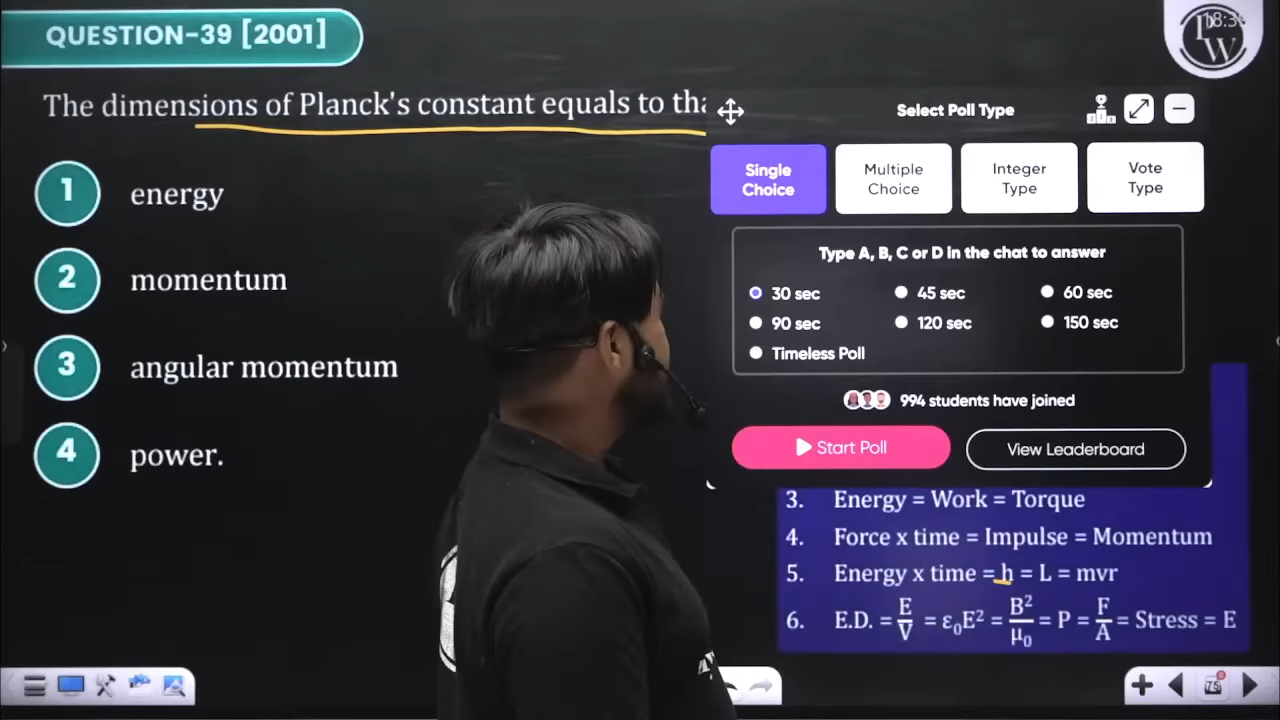 QUESTION-39 [2001]
The dimensions of Planck's constant equals to tha
1 energy
2 momentum
3 angular momentum
4 power.
Select Poll Type
Single Choice
Multiple Choice
Integer Type
Vote Type
Type A, B, C or D in the chat to answer
30 sec
45 sec
60 sec
90 sec
120 sec
150 sec
Timeless Poll
994 students have joined
Start Poll
View Leaderboard
3. Energy = Work = Torque
4. Force x time = Impulse = Momentum
5. Energy x time = h = L = mvr
6. E.D. = E/V = ε₀E² = B²/μ₀ = P = F/A = Stress = E
PW
75